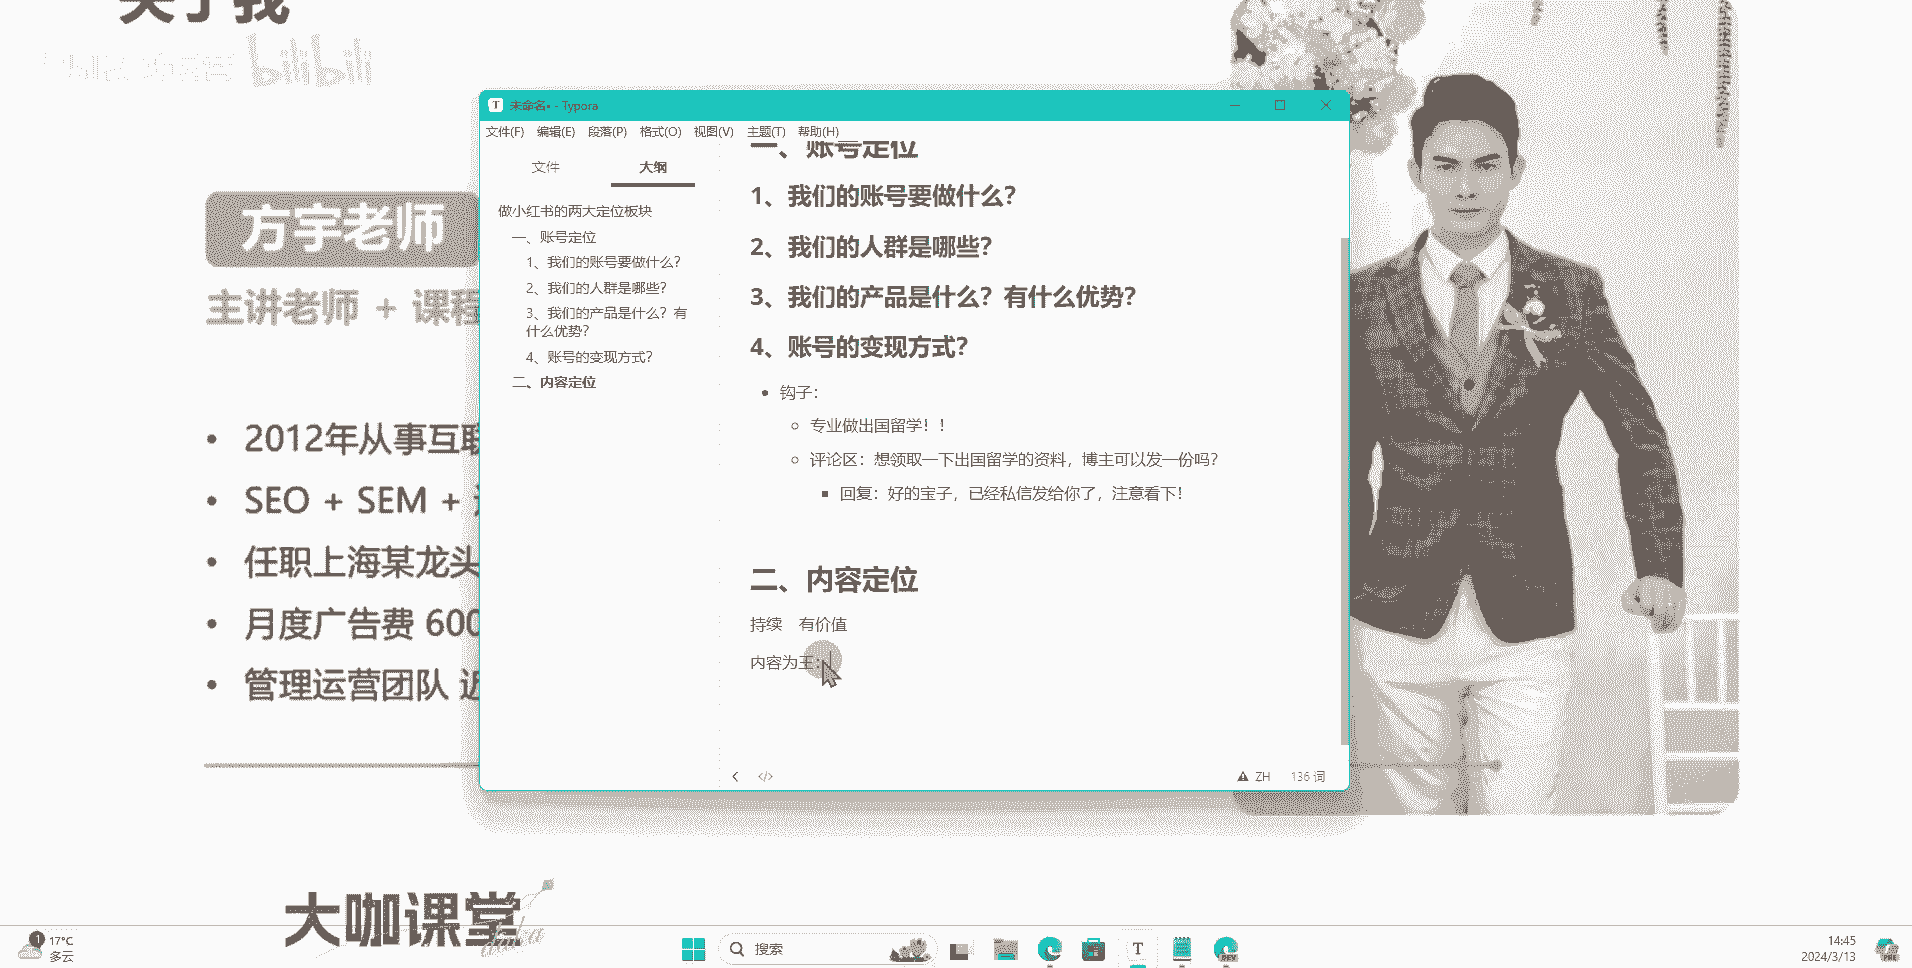 关于我
bilibili
未命名• - Typora
文件(F) 编辑(E) 段落(P) 格式(O) 视图(V) 主题(T) 帮助(H)
文件 大纲
做小红书的两大定位板块
一、账号定位
1、我们的账号要做什么？
2、我们的人群是哪些？
3、我们的产品是什么？有
什么优势？
4、账号的变现方式？
二、内容定位
一、账号定位
1、我们的账号要做什么？
2、我们的人群是哪些？
3、我们的产品是什么？有什么优势？
4、账号的变现方式？
钩子：
专业做出国留学！！
评论区：想领取一下出国留学的资料，博主可以发一份吗？
回复：好的宝子，已经私信发给你了，注意看下！
二、内容定位
持续 有价值
内容为王：
</> ZH 136 词
方宇老师
主讲老师 + 课程
• 2012年从事互联
• SEO + SEM +
• 任职上海某龙头
• 月度广告费 600
• 管理运营团队 近
大咖课堂
1 17°C
多云
搜索
T
DEV
14:45
2024/3/13
PRE